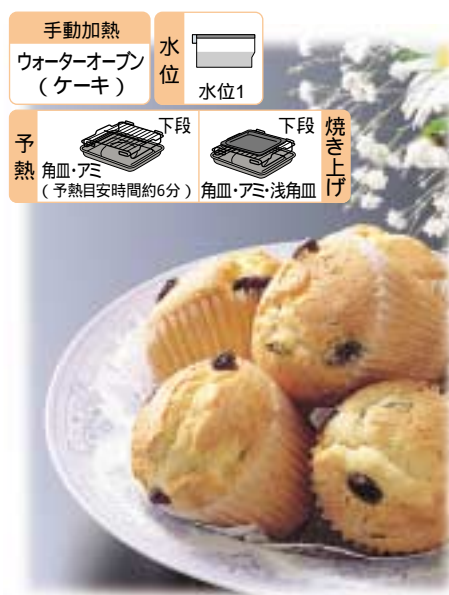 手動加熱
ウォーターオーブン
(ケーキ)
水位
水位1
予熱
下段
角皿・アミ
(予熱目安時間約6分)
下段
角皿・アミ・浅角皿
焼き上げ